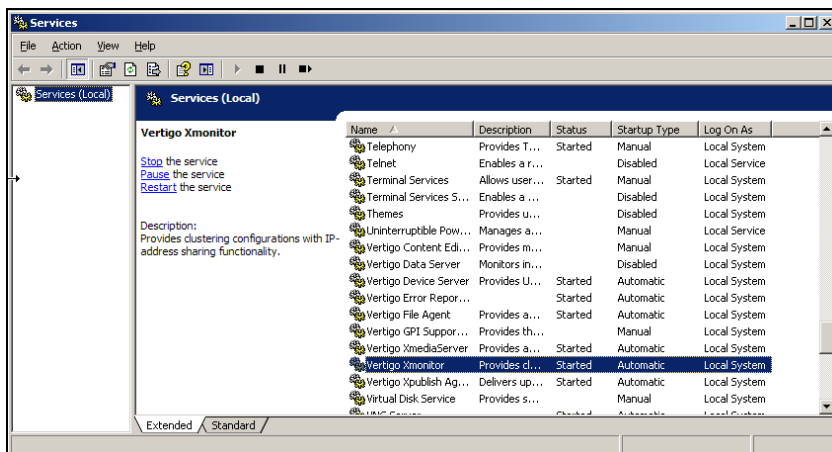 Services
File Action View Help
Services (Local)
Services (Local)
Vertigo Xmonitor
Stop the service
Pause the service
Restart the service
Description:
Provides clustering configurations with IP-
address sharing functionality.
Name Description Status Startup Type Log On As
Telephony Provides T... Started Manual Local System
Telnet Enables a r... Disabled Local Service
Terminal Services Allows user... Started Manual Local System
Terminal Services S... Enables a ... Disabled Local System
Themes Provides u... Disabled Local System
Uninterruptible Pow... Manages a... Manual Local Service
Vertigo Content Edi... Provides m... Manual Local System
Vertigo Data Server Monitors in... Disabled Local System
Vertigo Device Server Provides U... Started Automatic Local System
Vertigo Error Repor... Started Automatic Local System
Vertigo File Agent Provides a... Started Automatic Local System
Vertigo GPI Suppor... Provides th... Manual Local System
Vertigo XmediaServer Provides a... Started Automatic Local System
Vertigo Xmonitor Provides cl... Started Automatic Local System
Vertigo Xpublish Ag... Delivers up... Started Automatic Local System
Virtual Disk Service Provides s... Manual Local System
Extended Standard